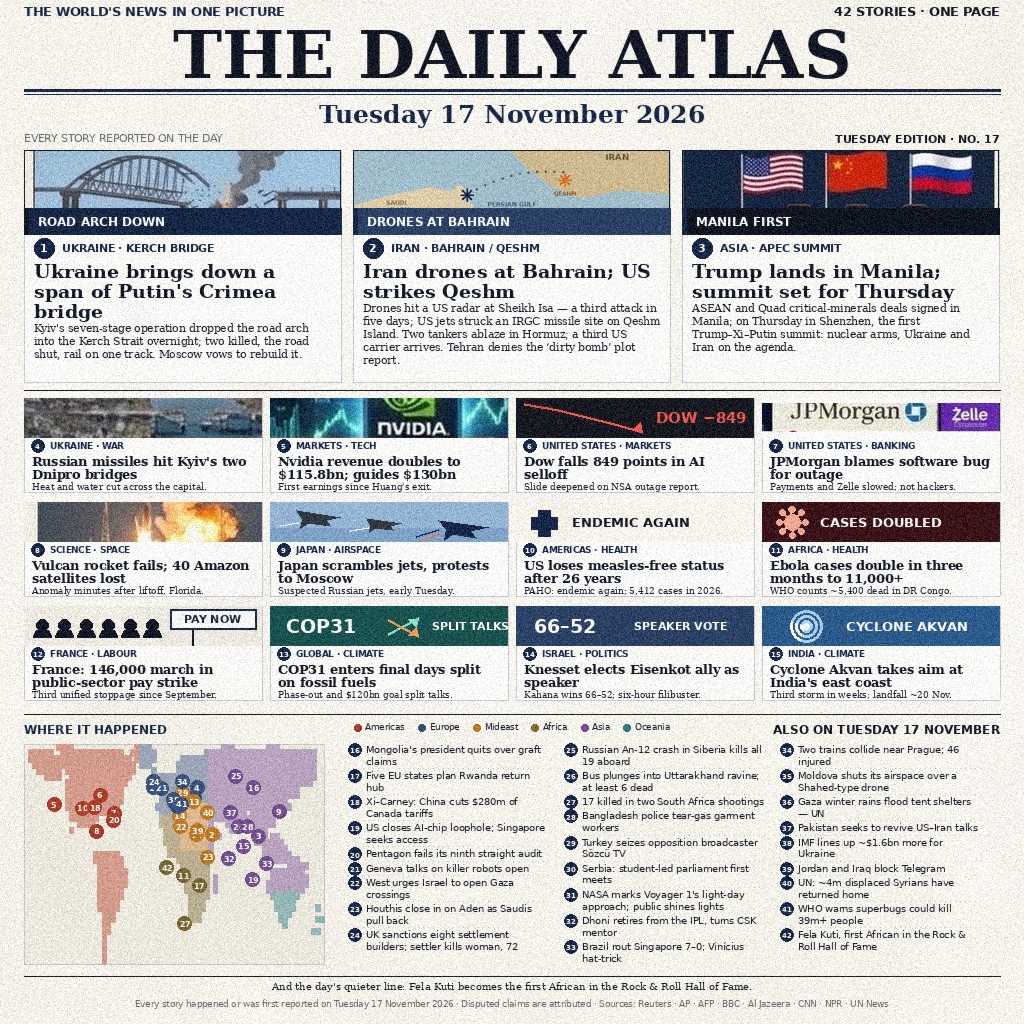 THE WORLD'S NEWS IN ONE PICTURE
42 STORIES · ONE PAGE
THE DAILY ATLAS
Tuesday 17 November 2026
EVERY STORY REPORTED ON THE DAY
TUESDAY EDITION · NO. 17
ROAD ARCH DOWN
1 UKRAINE · KERCH BRIDGE
Ukraine brings down a
span of Putin's Crimea
bridge
Kyiv's seven-stage operation dropped the road arch
into the Kerch Strait overnight; two killed, the road
shut, rail on one track. Moscow vows to rebuild it.
IRAN
QESHM
SAUDI
PERSIAN GULF
DRONES AT BAHRAIN
2 IRAN · BAHRAIN / QESHM
Iran drones at Bahrain; US
strikes Qeshm
Drones hit a US radar at Sheikh Isa — a third attack in
five days; US jets struck an IRGC missile site on Qeshm
Island. Two tankers ablaze in Hormuz; a third US
carrier arrives. Tehran denies the ‘dirty bomb’ plot
report.
MANILA FIRST
3 ASIA · APEC SUMMIT
Trump lands in Manila;
summit set for Thursday
ASEAN and Quad critical-minerals deals signed in
Manila; on Thursday in Shenzhen, the first
Trump–Xi–Putin summit: nuclear arms, Ukraine and
Iran on the agenda.
4 UKRAINE · WAR
Russian missiles hit Kyiv's two
Dnipro bridges
Heat and water cut across the capital.
NVIDIA.
5 MARKETS · TECH
Nvidia revenue doubles to
$115.8bn; guides $130bn
First earnings since Huang's exit.
DOW −849
6 UNITED STATES · MARKETS
Dow falls 849 points in AI
selloff
Slide deepened on NSA outage report.
JPMorgan
Zelle
7 UNITED STATES · BANKING
JPMorgan blames software bug
for outage
Payments and Zelle slowed; not hackers.
8 SCIENCE · SPACE
Vulcan rocket fails; 40 Amazon
satellites lost
Anomaly minutes after liftoff, Florida.
9 JAPAN · AIRSPACE
Japan scrambles jets, protests
to Moscow
Suspected Russian jets, early Tuesday.
ENDEMIC AGAIN
10 AMERICAS · HEALTH
US loses measles-free status
after 26 years
PAHO: endemic again; 5,412 cases in 2026.
CASES DOUBLED
11 AFRICA · HEALTH
Ebola cases double in three
months to 11,000+
WHO counts ~5,400 dead in DR Congo.
PAY NOW
12 FRANCE · LABOUR
France: 146,000 march in
public-sector pay strike
Third unified stoppage since September.
COP31
SPLIT TALKS
13 GLOBAL · CLIMATE
COP31 enters final days split
on fossil fuels
Phase-out and $120bn goal split talks.
66–52
SPEAKER VOTE
14 ISRAEL · POLITICS
Knesset elects Eisenkot ally as
speaker
Kahana wins 66–52; six-hour filibuster.
CYCLONE AKVAN
15 INDIA · CLIMATE
Cyclone Akvan takes aim at
India's east coast
Third storm in weeks; landfall ~20 Nov.
WHERE IT HAPPENED
Americas Europe Mideast Africa Asia Oceania
ALSO ON TUESDAY 17 NOVEMBER
16 Mongolia's president quits over graft
claims
17 Five EU states plan Rwanda return
hub
18 Xi–Carney: China cuts $280m of
Canada tariffs
19 US closes AI-chip loophole; Singapore
seeks access
20 Pentagon fails its ninth straight audit
21 Geneva talks on killer robots open
22 West urges Israel to open Gaza
crossings
23 Houthis close in on Aden as Saudis
pull back
24 UK sanctions eight settlement
builders; settler kills woman, 72
25 Russian An-12 crash in Siberia kills all
19 aboard
26 Bus plunges into Uttarakhand ravine;
at least 6 dead
27 17 killed in two South Africa shootings
28 Bangladesh police tear-gas garment
workers
29 Turkey seizes opposition broadcaster
Sözcü TV
30 Serbia: student-led parliament first
meets
31 NASA marks Voyager 1's light-day
approach; public shines lights
32 Dhoni retires from the IPL, turns CSK
mentor
33 Brazil rout Singapore 7–0; Vinícius
hat-trick
34 Two trains collide near Prague; 46
injured
35 Moldova shuts its airspace over a
Shahed-type drone
36 Gaza winter rains flood tent shelters
— UN
37 Pakistan seeks to revive US–Iran talks
38 IMF lines up ~$1.6bn more for
Ukraine
39 Jordan and Iraq block Telegram
40 UN: ~4m displaced Syrians have
returned home
41 WHO warns superbugs could kill
39m+ people
42 Fela Kuti, first African in the Rock &
Roll Hall of Fame
And the day's quieter line: Fela Kuti becomes the first African in the Rock & Roll Hall of Fame.
Every story happened or was first reported on Tuesday 17 November 2026 · Disputed claims are attributed · Sources: Reuters · AP · AFP · BBC · Al Jazeera · CNN · NPR · UN News